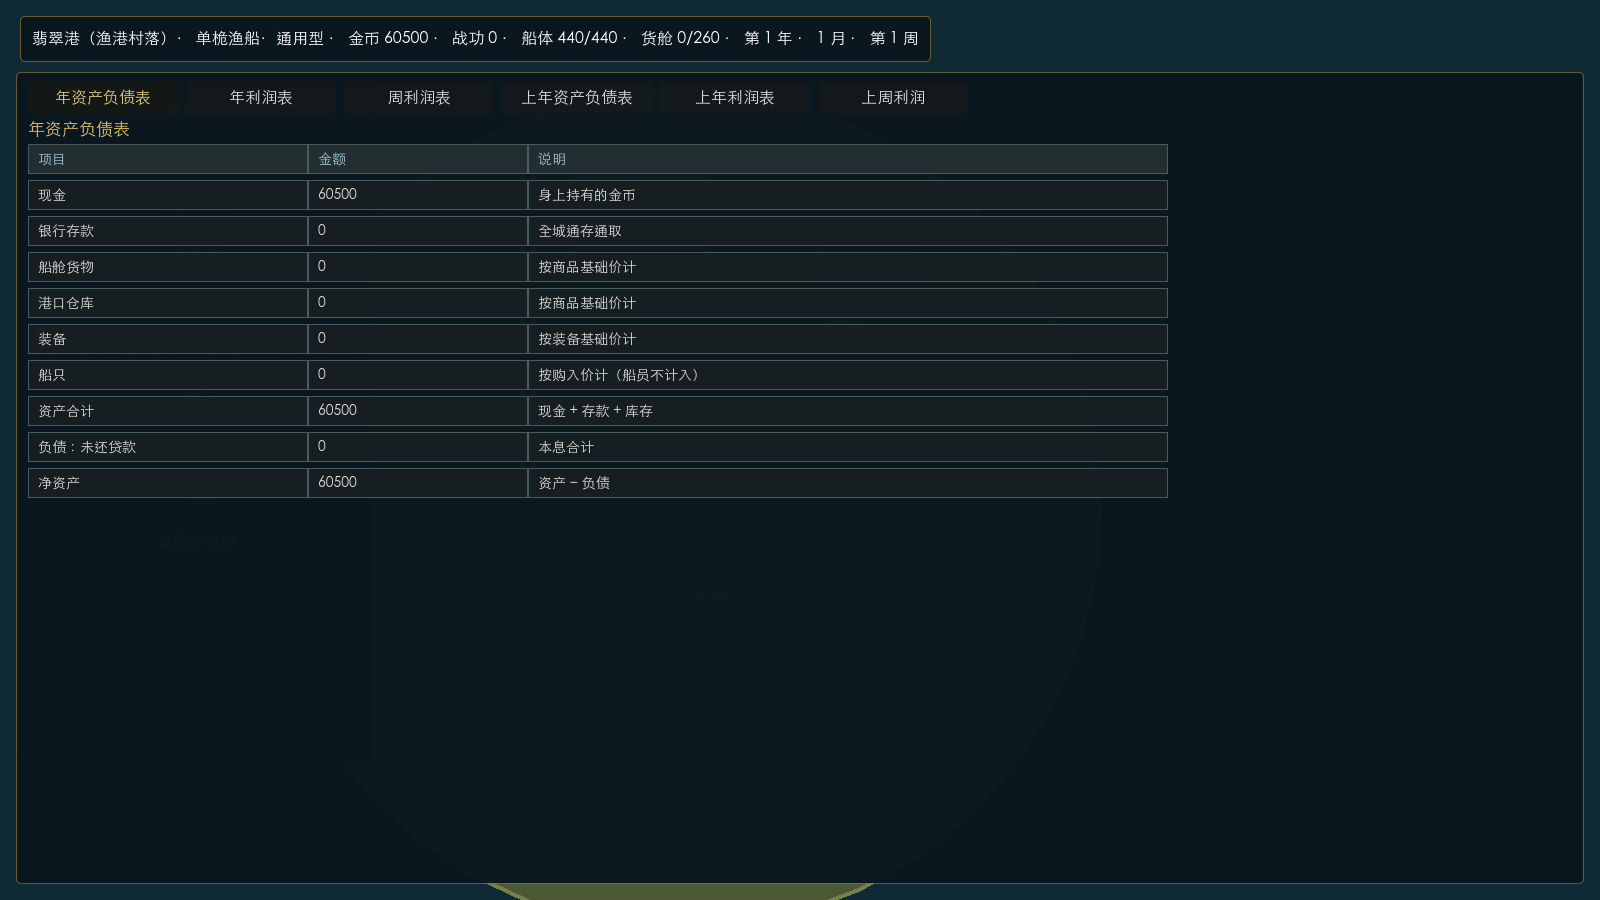 翡翠港（渔港村落）· 单桅渔船· 通用型 · 金币 60500 · 战功 0 · 船体 440/440 · 货舱 0/260 · 第 1 年 · 1 月 · 第 1 周
年资产负债表 年利润表 周利润表 上年资产负债表 上年利润表 上周利润
年资产负债表
项目 金额 说明
现金 60500 身上持有的金币
银行存款 0 全城通存通取
船舱货物 0 按商品基础价计
港口仓库 0 按商品基础价计
装备 0 按装备基础价计
船只 0 按购入价计（船员不计入）
资产合计 60500 现金 + 存款 + 库存
负债：未还贷款 0 本息合计
净资产 60500 资产 − 负债